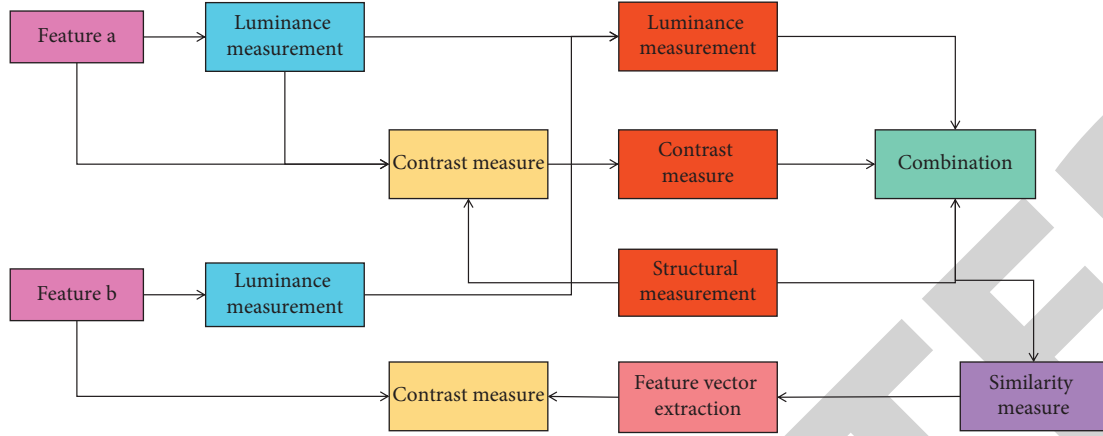 Feature a
Luminance
measurement
Luminance
measurement
Contrast measure
Contrast
measure
Combination
Feature b
Luminance
measurement
Structural
measurement
Contrast measure
Feature vector
extraction
Similarity
measure